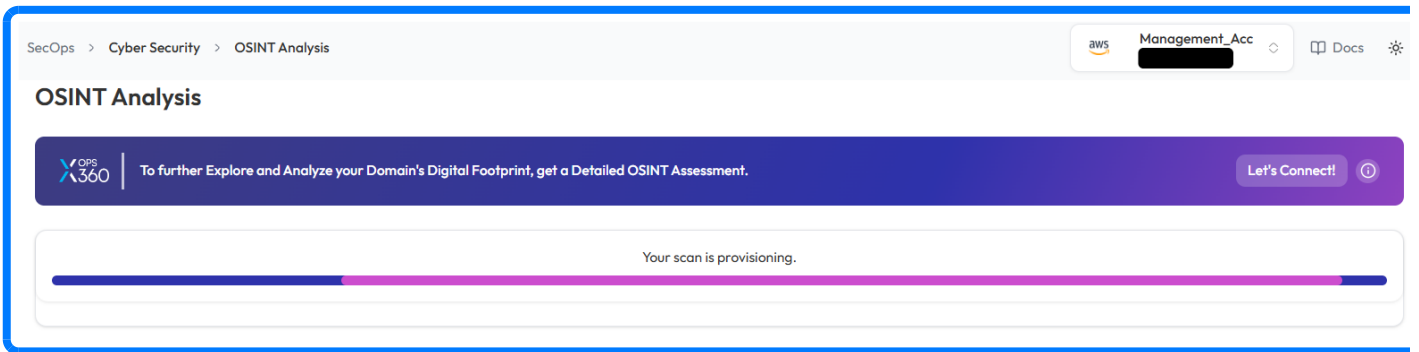 SecOps > Cyber Security > OSINT Analysis
aws
Management_Acc
Docs
OSINT Analysis
XOPS
360
To further Explore and Analyze your Domain's Digital Footprint, get a Detailed OSINT Assessment.
Let's Connect!
Your scan is provisioning.